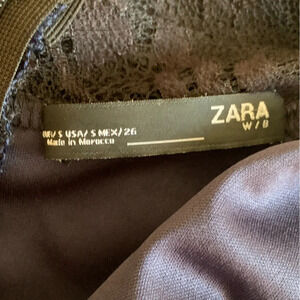 ZARA
W/B
EUR/S USA/S MEX/26
Made in Morocco